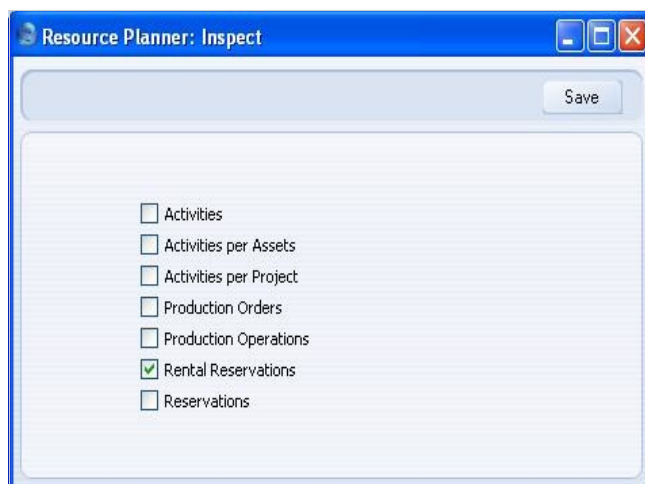 Resource Planner: Inspect
Save
Activities
Activities per Assets
Activities per Project
Production Orders
Production Operations
Rental Reservations
Reservations